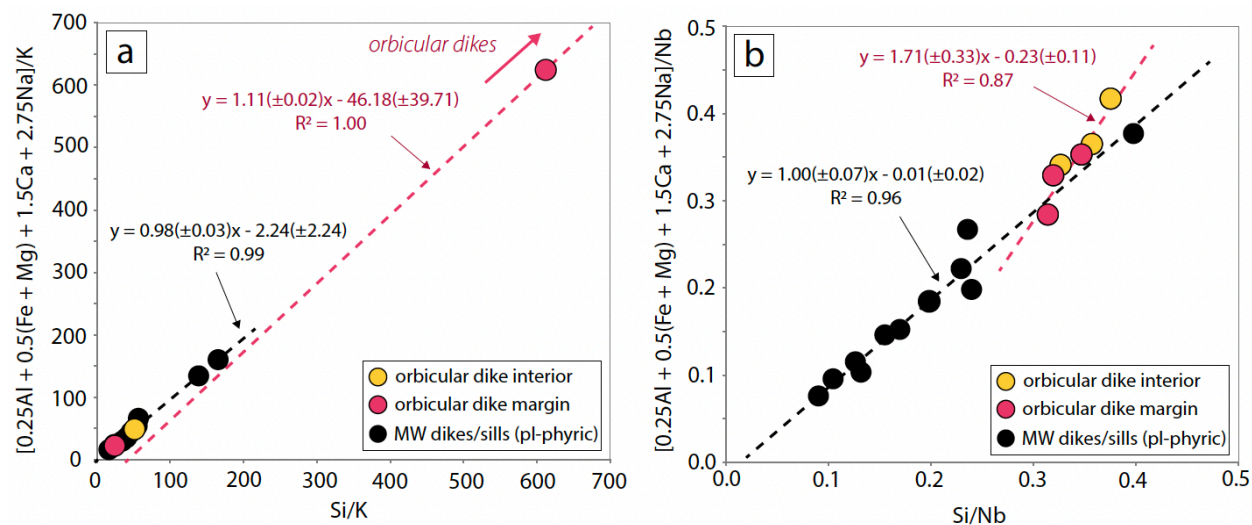 [0.25Al + 0.5(Fe + Mg) + 1.5Ca + 2.75Na]/K
700
600
500
400
300
200
100
0
a
orbicular dikes
y = 1.11(±0.02)x - 46.18(±39.71)
R² = 1.00
y = 0.98(±0.03)x - 2.24(±2.24)
R² = 0.99
orbicular dike interior
orbicular dike margin
MW dikes/sills (pl-phyric)
0 100 200 300 400 500 600 700
Si/K
[0.25Al + 0.5(Fe + Mg) + 1.5Ca + 2.75Na]/Nb
0.5
0.4
0.3
0.2
0.1
0.0
b
y = 1.71(±0.33)x - 0.23(±0.11)
R² = 0.87
y = 1.00(±0.07)x - 0.01(±0.02)
R² = 0.96
orbicular dike interior
orbicular dike margin
MW dikes/sills (pl-phyric)
0.0 0.1 0.2 0.3 0.4 0.5
Si/Nb